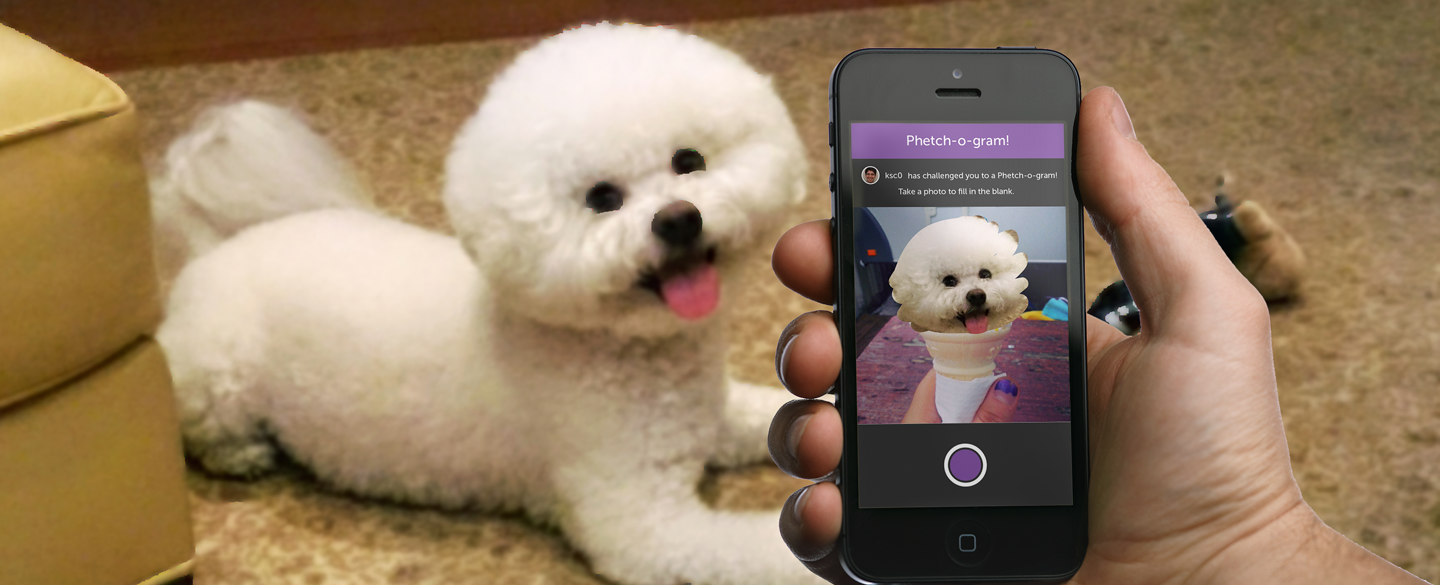 Phetch-o-gram!
ksc0 has challenged you to a Phetch-o-gram!
Take a photo to fill in the blank.